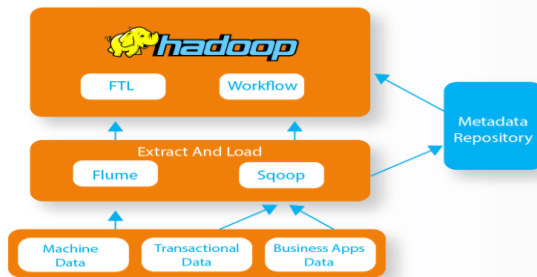 hadoop
FTL
Workflow
Metadata
Repository
Extract And Load
Flume
Sqoop
Machine
Data
Transactional
Data
Business Apps
Data